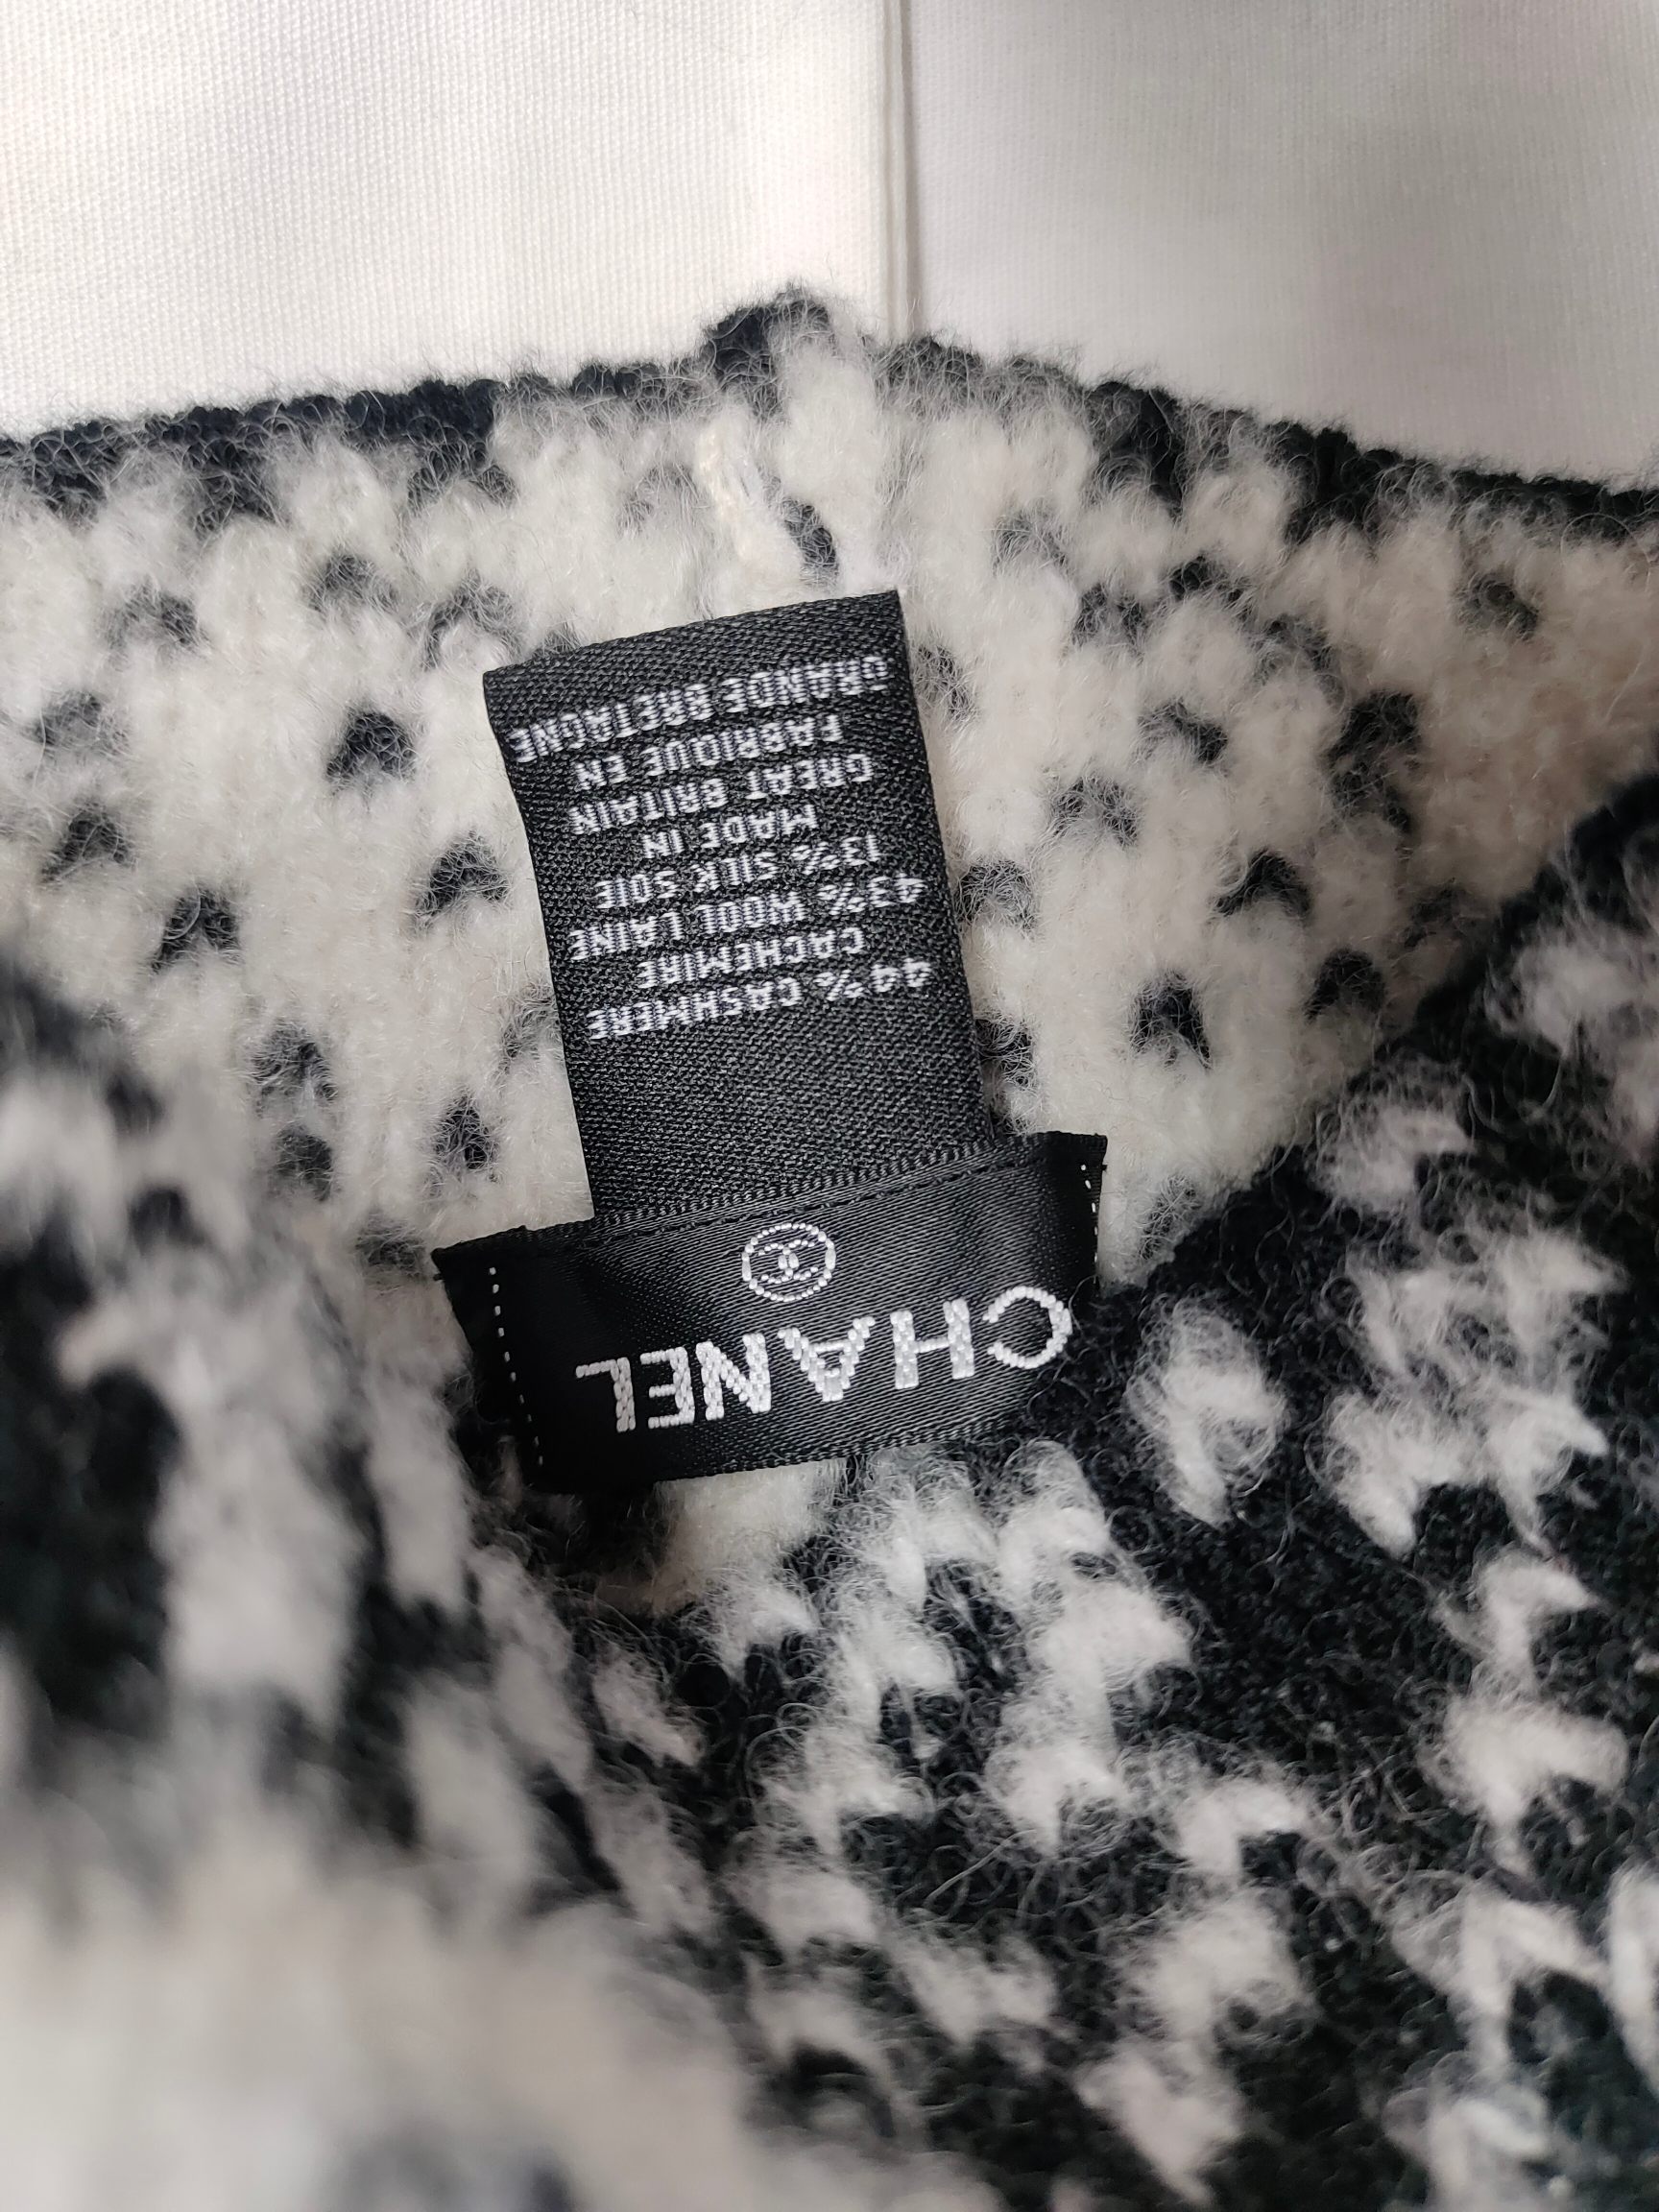 CHANEL
44% CASHMERE
CACHEMIRE
43% WOOL LAINE
13% SILK SOIE
MADE IN
GREAT BRITAIN
FABRIQUE EN
GRANDE BRETAGNE